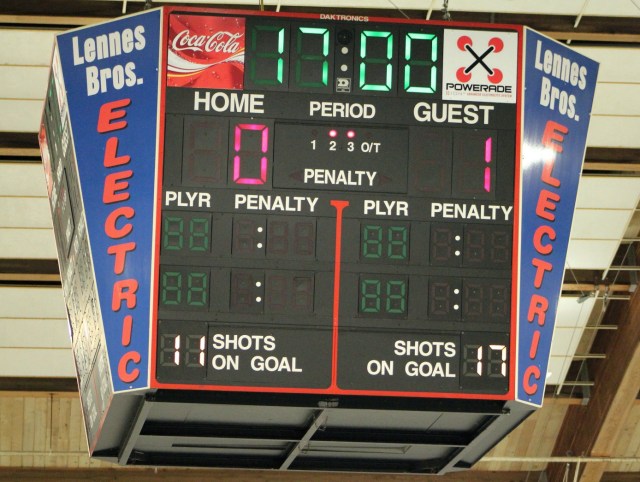 DAKTRONICS
Lennes Bros.
ELECTRIC
Coca-Cola
17:00
POWERADE
Lennes Bros.
ELECTRIC
HOME PERIOD GUEST
0 1 2 3 O/T 1
PENALTY
PLYR PENALTY PLYR PENALTY
11 SHOTS ON GOAL
SHOTS ON GOAL 17